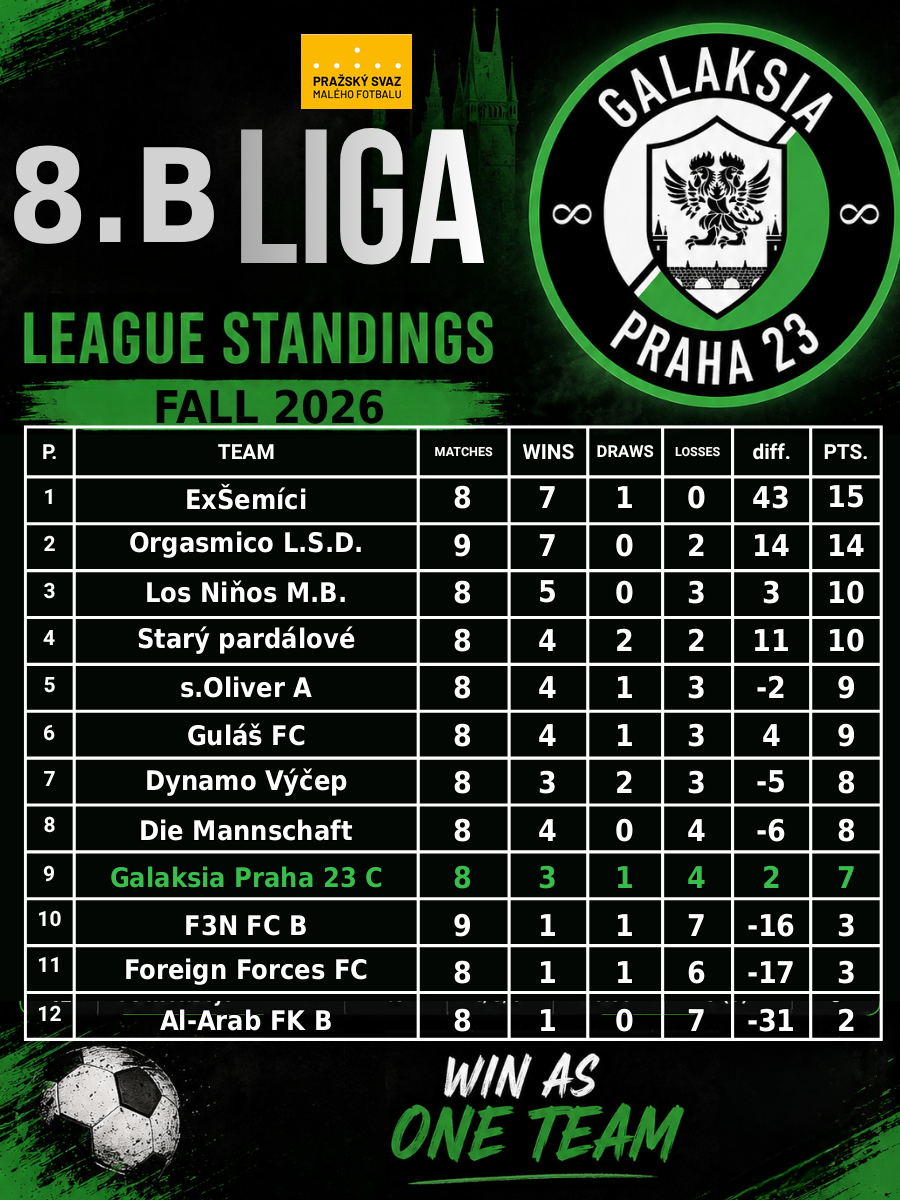 PRAŽSKÝ SVAZ
MALÉHO FOTBALU
8.B LIGA
GALAKSIA
PRAHA 23
LEAGUE STANDINGS
FALL 2026
P. TEAM MATCHES WINS DRAWS LOSSES diff. PTS.
1 ExŠemíci 8 7 1 0 43 15
2 Orgasmico L.S.D. 9 7 0 2 14 14
3 Los Niňos M.B. 8 5 0 3 3 10
4 Starý pardálové 8 4 2 2 11 10
5 s.Oliver A 8 4 1 3 -2 9
6 Guláš FC 8 4 1 3 4 9
7 Dynamo Výčep 8 3 2 3 -5 8
8 Die Mannschaft 8 4 0 4 -6 8
9 Galaksia Praha 23 C 8 3 1 4 2 7
10 F3N FC B 9 1 1 7 -16 3
11 Foreign Forces FC 8 1 1 6 -17 3
12 Al-Arab FK B 8 1 0 7 -31 2
WIN AS
ONE TEAM